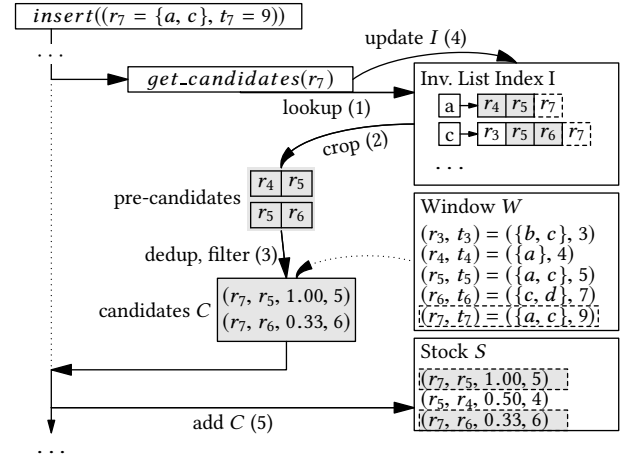 insert((r7 = {a, c}, t7 = 9))
...
update I (4)
get_candidates(r7)
lookup (1)
Inv. List Index I
a r4 r5 r7
c r3 r5 r6 r7
...
crop (2)
pre-candidates
r4 r5
r5 r6
dedup, filter (3)
Window W
(r3, t3) = ({b, c}, 3)
(r4, t4) = ({a}, 4)
(r5, t5) = ({a, c}, 5)
(r6, t6) = ({c, d}, 7)
(r7, t7) = ({a, c}, 9)
candidates C
(r7, r5, 1.00, 5)
(r7, r6, 0.33, 6)
Stock S
(r7, r5, 1.00, 5)
(r5, r4, 0.50, 4)
(r7, r6, 0.33, 6)
add C (5)
...